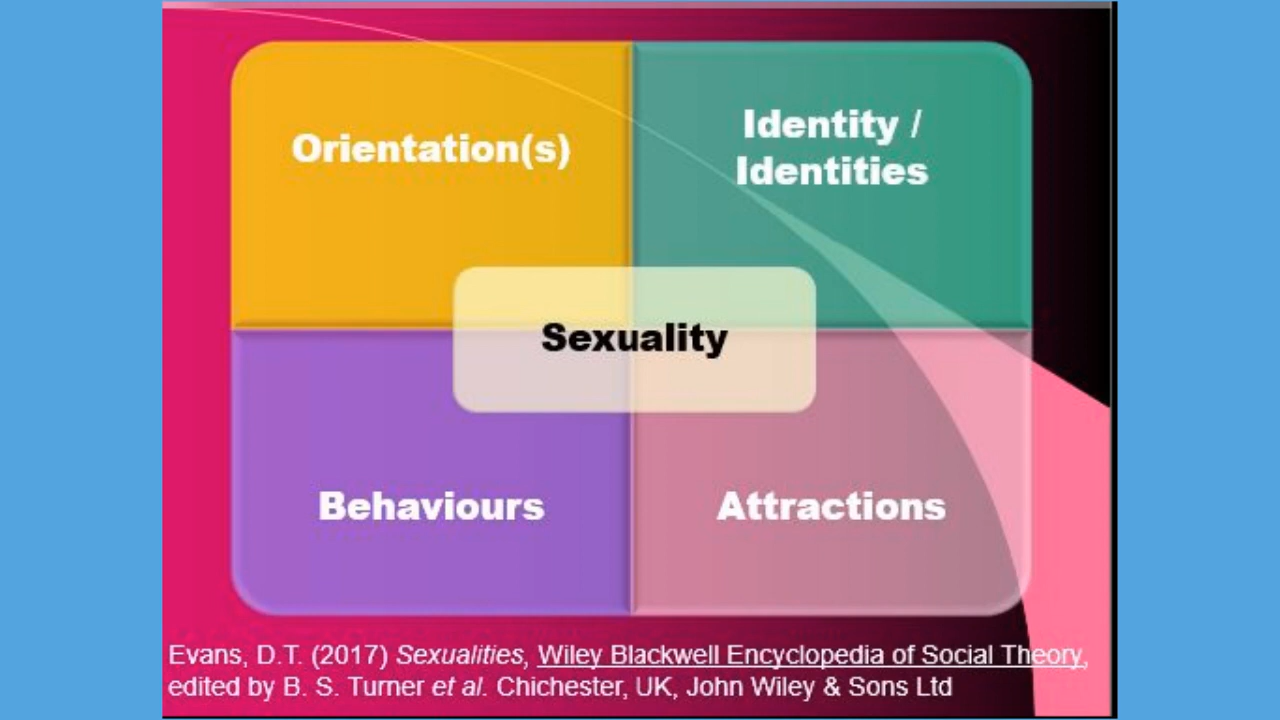 Orientation(s)
Identity /
Identities
Sexuality
Behaviours
Attractions
Evans, D.T. (2017) Sexualities, Wiley Blackwell Encyclopedia of Social Theory,
edited by B. S. Turner et al. Chichester, UK, John Wiley & Sons Ltd